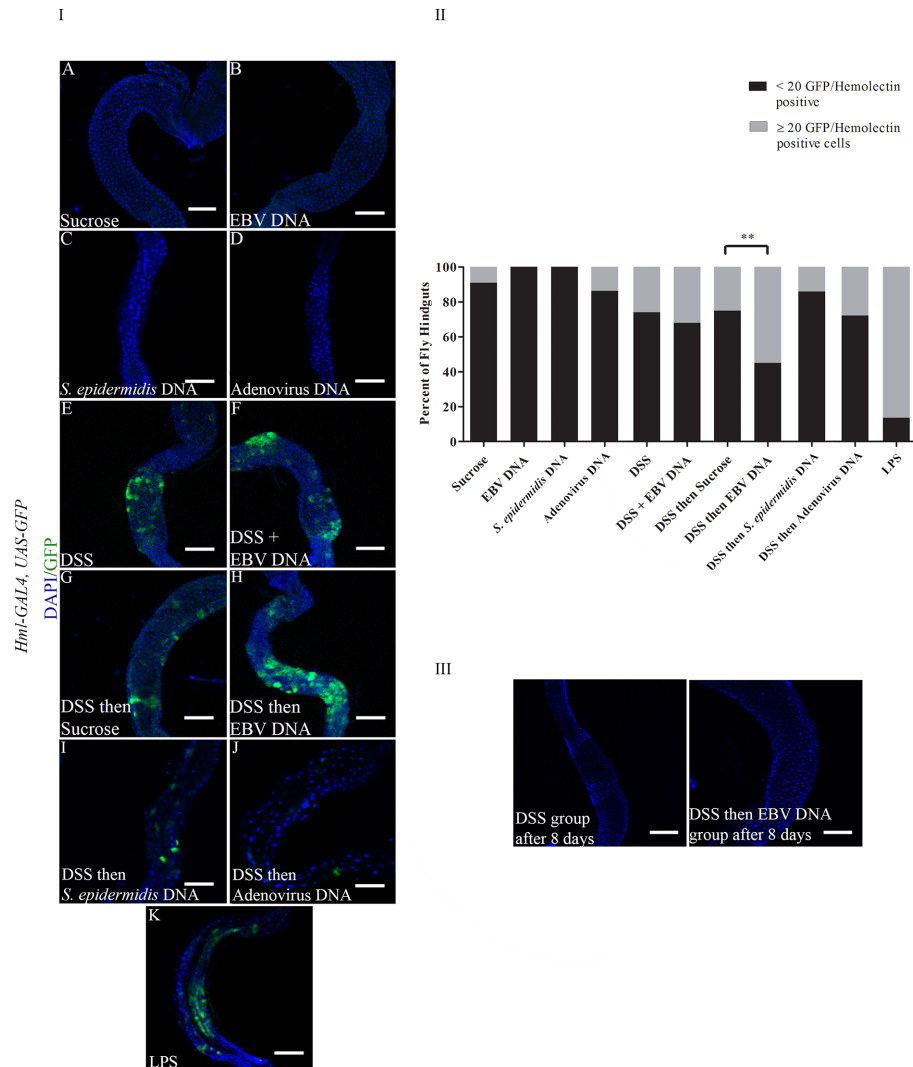 I
Hml-GAL4, UAS-GFP
DAPI/GFP
A
Sucrose
B
EBV DNA
C
S. epidermidis DNA
D
Adenovirus DNA
E
DSS
F
DSS +
EBV DNA
G
DSS then
Sucrose
H
DSS then
EBV DNA
I
DSS then
S. epidermidis DNA
J
DSS then
Adenovirus DNA
K
LPS
II
< 20 GFP/Hemolectin
positive
≥ 20 GFP/Hemolectin
positive cells
**
Percent of Fly Hindguts
100
80
60
40
20
0
Sucrose
EBV DNA
S. epidermidis DNA
Adenovirus DNA
DSS
DSS + EBV DNA
DSS then Sucrose
DSS then EBV DNA
DSS then S. epidermidis DNA
DSS then Adenovirus DNA
LPS
III
DSS group
after 8 days
DSS then EBV DNA
group after 8 days